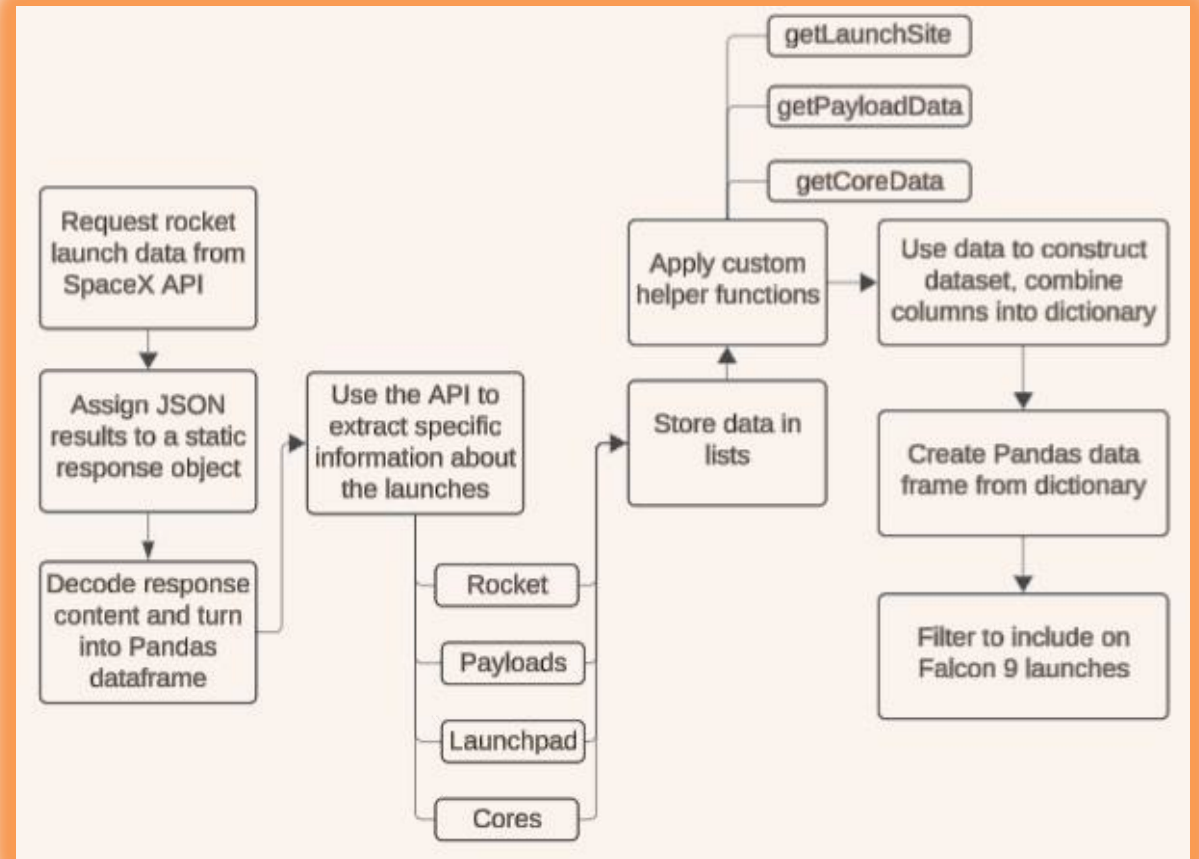 Request rocket
launch data from
SpaceX API
Assign JSON
results to a static
response object
Decode response
content and turn
into Pandas
dataframe
Use the API to
extract specific
information about
the launches
Rocket
Payloads
Launchpad
Cores
Store data in
lists
Apply custom
helper functions
getLaunchSite
getPayloadData
getCoreData
Use data to construct
dataset, combine
columns into dictionary
Create Pandas data
frame from dictionary
Filter to include on
Falcon 9 launches